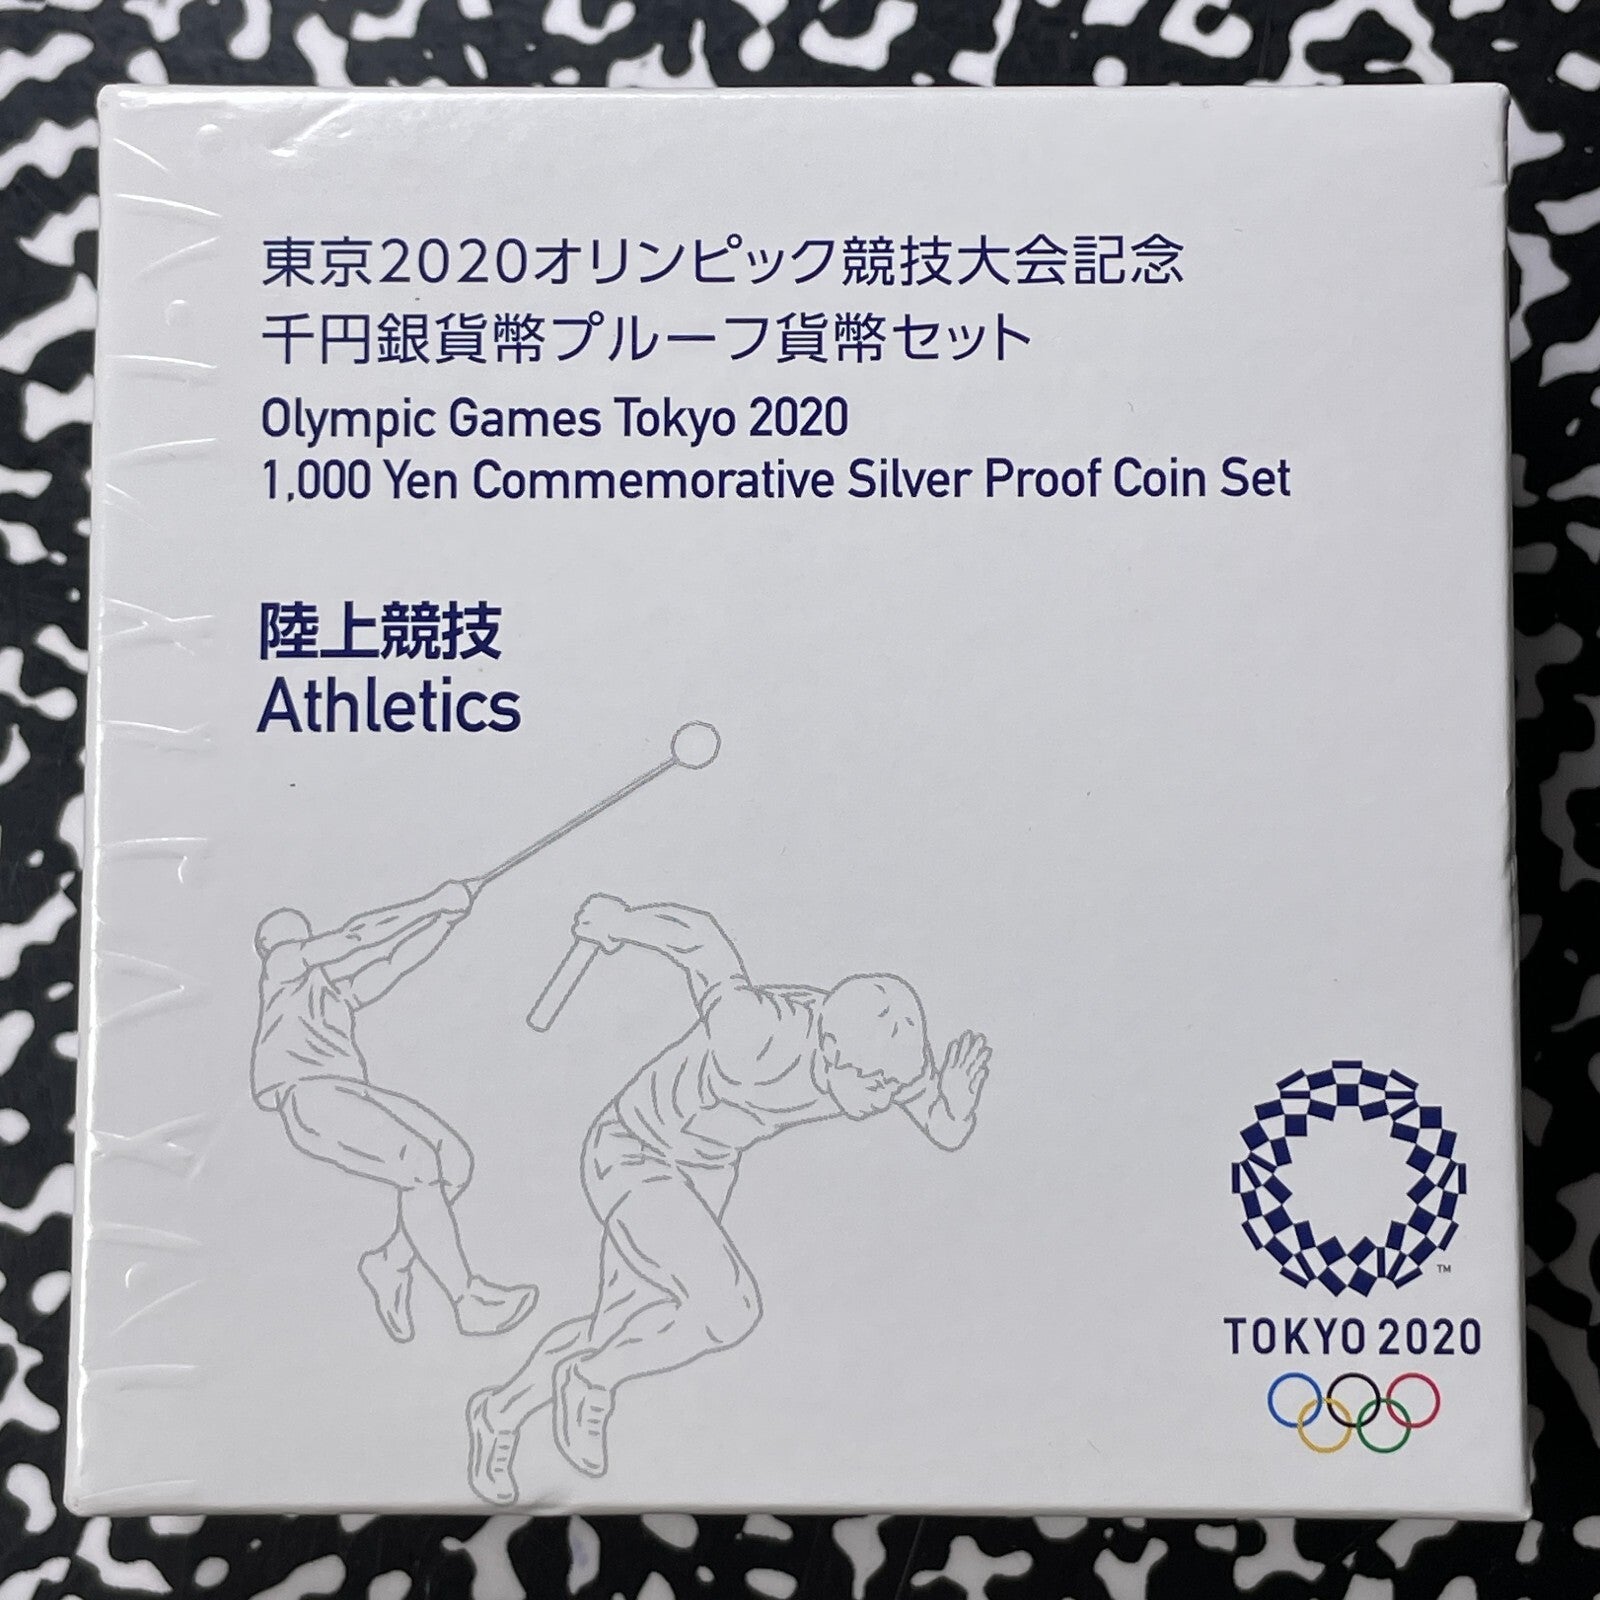 東京2020オリンピック競技大会記念
千円銀貨幣プルーフ貨幣セット
Olympic Games Tokyo 2020
1,000 Yen Commemorative Silver Proof Coin Set
陸上競技
Athletics
TM
TOKYO 2020